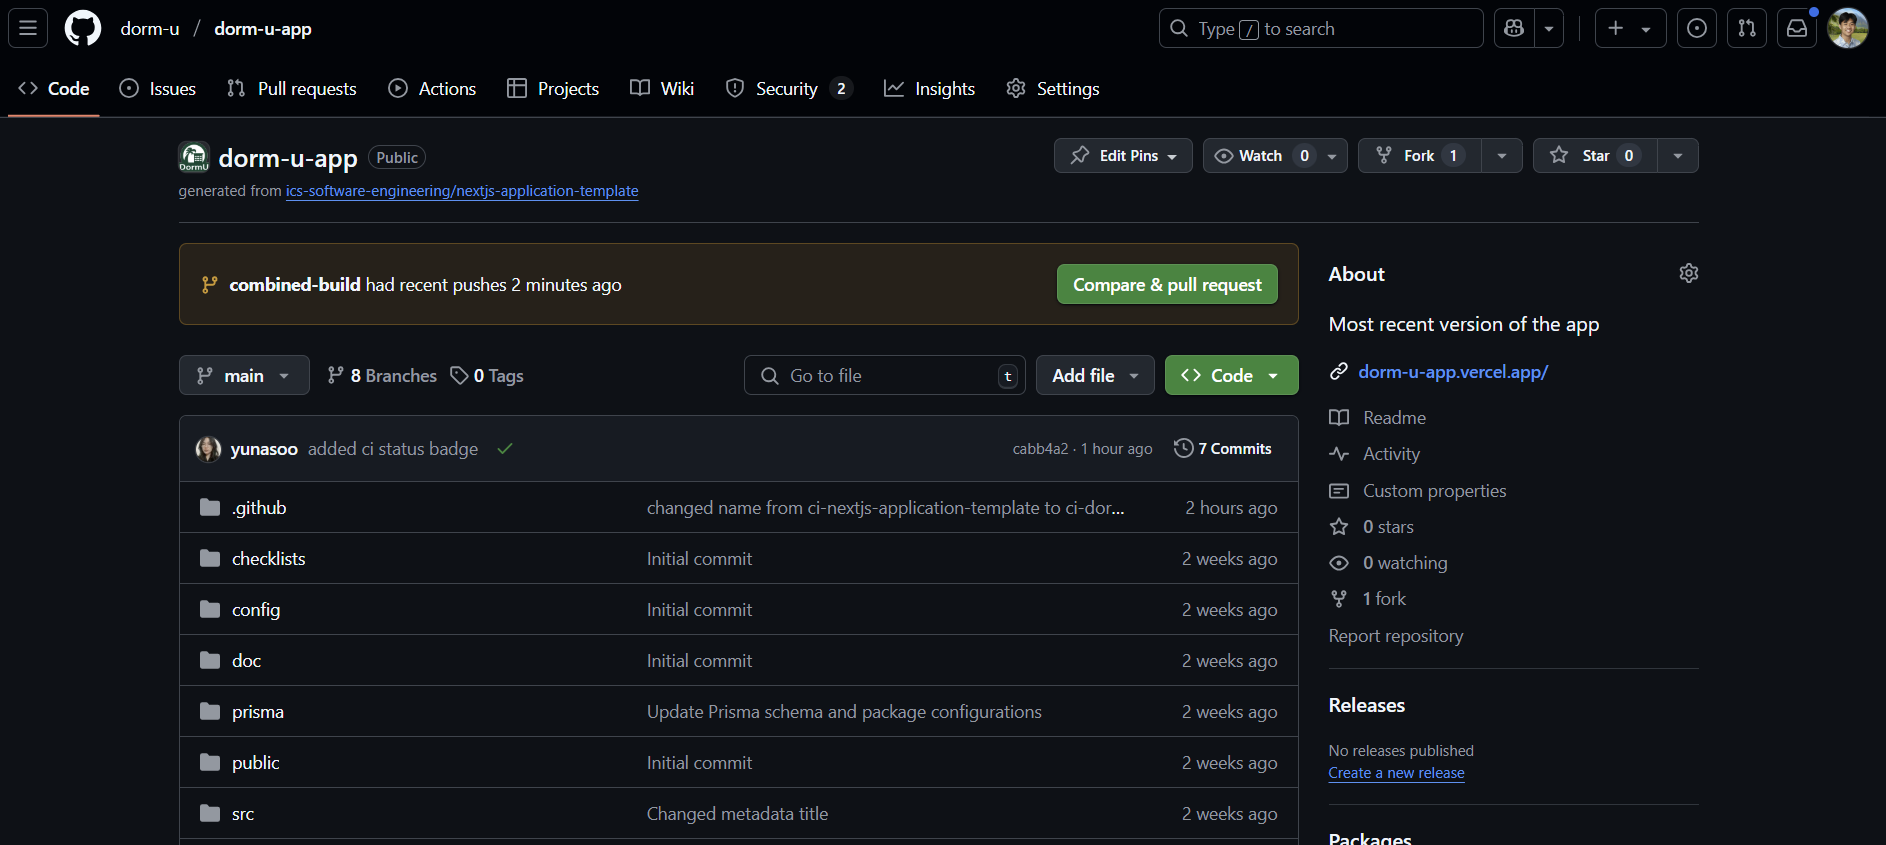 dorm-u / dorm-u-app
Type / to search
Code
Issues
Pull requests
Actions
Projects
Wiki
Security 2
Insights
Settings
DormU
dorm-u-app Public
Edit Pins
Watch 0
Fork 1
Star 0
generated from ics-software-engineering/nextjs-application-template
combined-build had recent pushes 2 minutes ago
Compare & pull request
main
8 Branches
0 Tags
Go to file t
Add file
Code
yunasoo added ci status badge
cabb4a2 · 1 hour ago
7 Commits
.github changed name from ci-nextjs-application-template to ci-dor... 2 hours ago
checklists Initial commit 2 weeks ago
config Initial commit 2 weeks ago
doc Initial commit 2 weeks ago
prisma Update Prisma schema and package configurations 2 weeks ago
public Initial commit 2 weeks ago
src Changed metadata title 2 weeks ago
About
Most recent version of the app
dorm-u-app.vercel.app/
Readme
Activity
Custom properties
0 stars
0 watching
1 fork
Report repository
Releases
No releases published
Create a new release
Packages